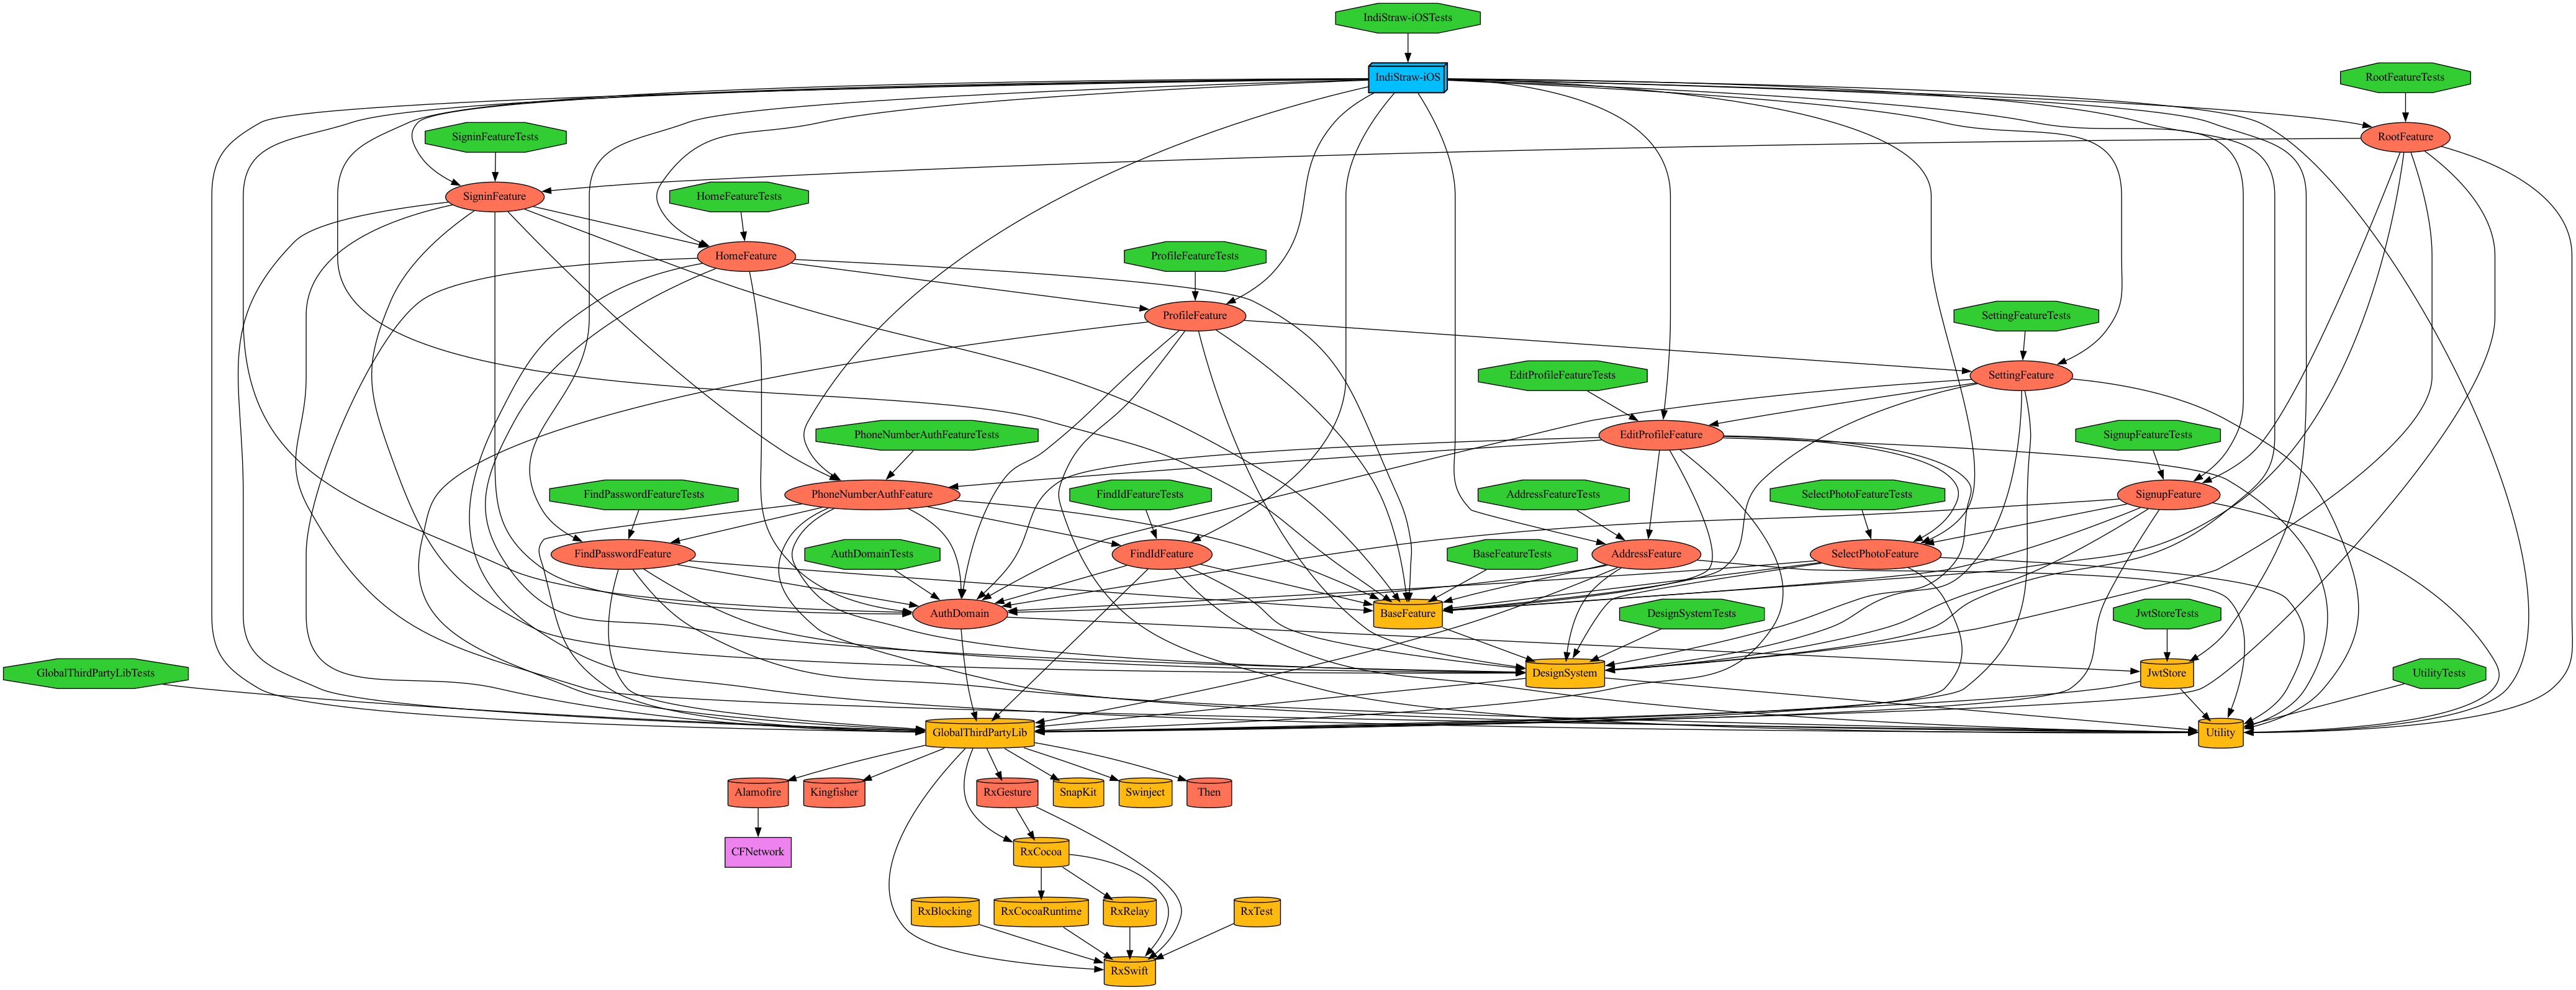 IndiStraw-iOSTests
IndiStraw-iOS
RootFeatureTests
SigninFeatureTests
RootFeature
SigninFeature
HomeFeatureTests
HomeFeature
ProfileFeatureTests
ProfileFeature
SettingFeatureTests
EditProfileFeatureTests
SettingFeature
PhoneNumberAuthFeatureTests
EditProfileFeature
SignupFeatureTests
FindPasswordFeatureTests
PhoneNumberAuthFeature
FindIdFeatureTests
AddressFeatureTests
SelectPhotoFeatureTests
SignupFeature
FindPasswordFeature
AuthDomainTests
FindIdFeature
BaseFeatureTests
AddressFeature
SelectPhotoFeature
AuthDomain
BaseFeature
DesignSystemTests
JwtStoreTests
GlobalThirdPartyLibTests
DesignSystem
JwtStore
UtilityTests
GlobalThirdPartyLib
Utility
Alamofire
Kingfisher
RxGesture
SnapKit
Swinject
Then
CFNetwork
RxCocoa
RxBlocking
RxCocoaRuntime
RxRelay
RxTest
RxSwift